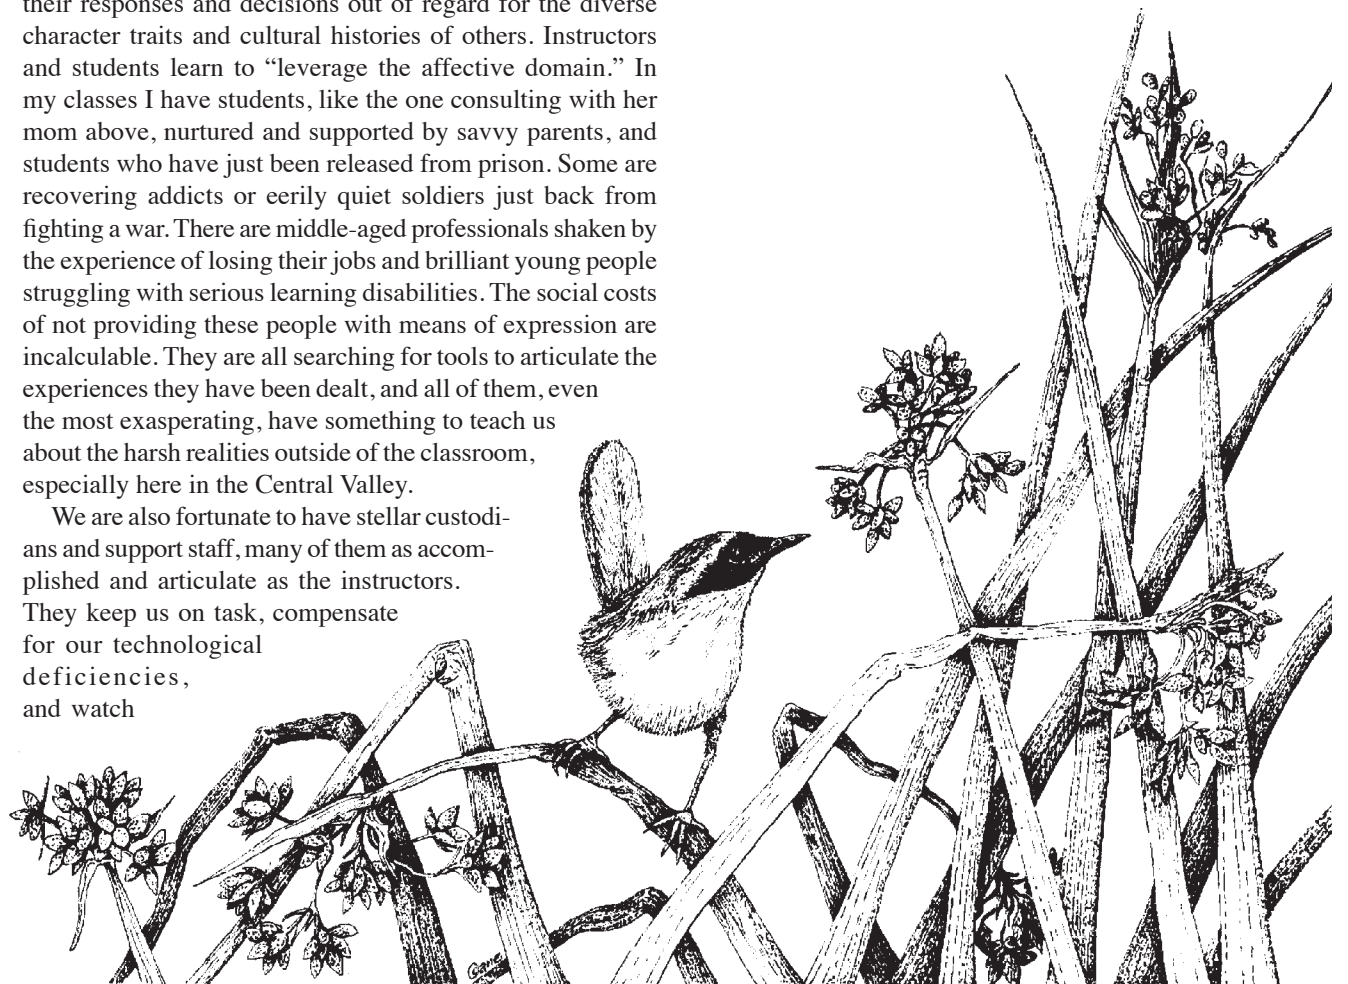 their responses and decisions out of regard for the diverse
character traits and cultural histories of others. Instructors
and students learn to “leverage the affective domain.” In
my classes I have students, like the one consulting with her
mom above, nurtured and supported by savvy parents, and
students who have just been released from prison. Some are
recovering addicts or eerily quiet soldiers just back from
fighting a war. There are middle-aged professionals shaken by
the experience of losing their jobs and brilliant young people
struggling with serious learning disabilities. The social costs
of not providing these people with means of expression are
incalculable. They are all searching for tools to articulate the
experiences they have been dealt, and all of them, even
the most exasperating, have something to teach us
about the harsh realities outside of the classroom,
especially here in the Central Valley.
We are also fortunate to have stellar custodi-
ans and support staff, many of them as accom-
plished and articulate as the instructors.
They keep us on task, compensate
for our technological
deficiencies,
and watch